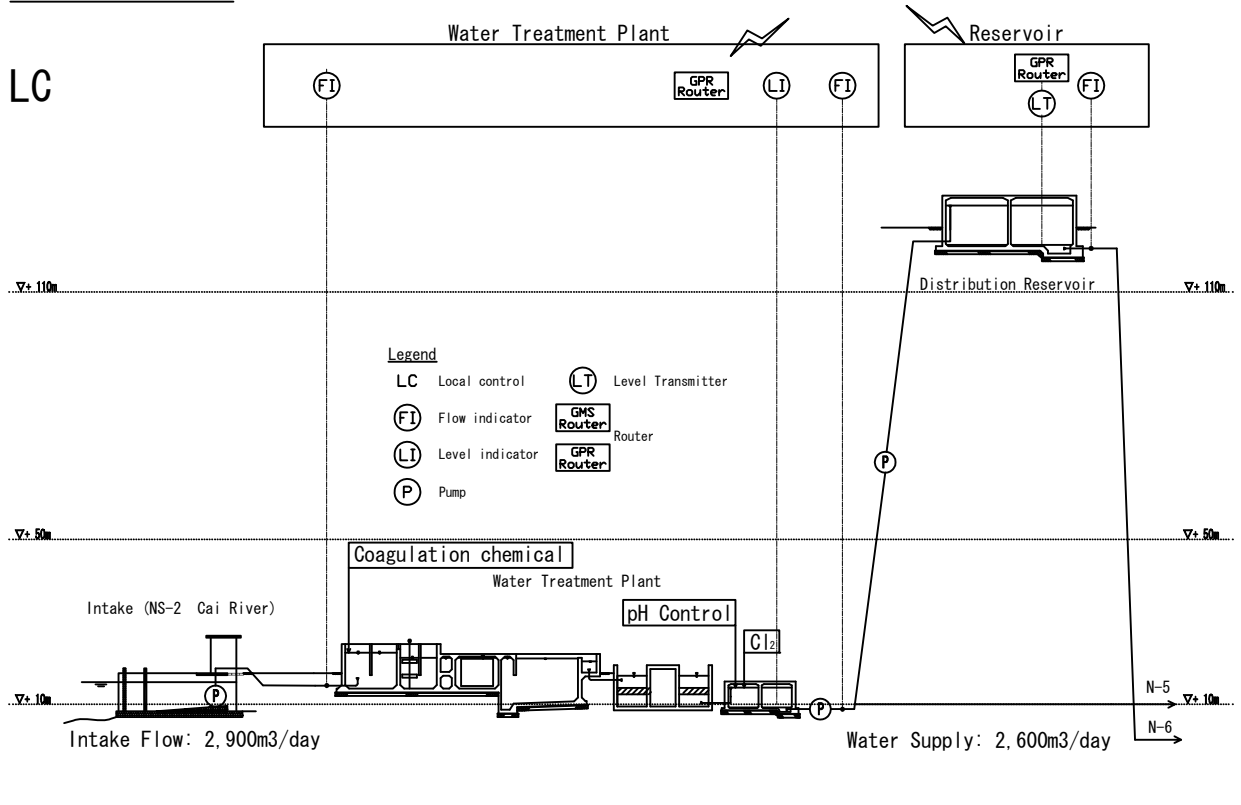 Water Treatment Plant
Reservoir
LC
FI
GPR
Router
LI
FI
GPR
Router
LT
FI
▽+ 110m
Distribution Reservoir
▽+ 110m
Legend
LC Local control
LT Level Transmitter
FI Flow indicator
GMS
Router
Router
LI Level indicator
GPR
Router
P Pump
P
▽+ 50m
▽+ 50m
Coagulation chemical
Water Treatment Plant
Intake (NS-2 Cai River)
pH Control
Cl2
P
P
▽+ 10m
N-5
▽+ 10m
N-6
Intake Flow: 2,900m3/day
Water Supply: 2,600m3/day